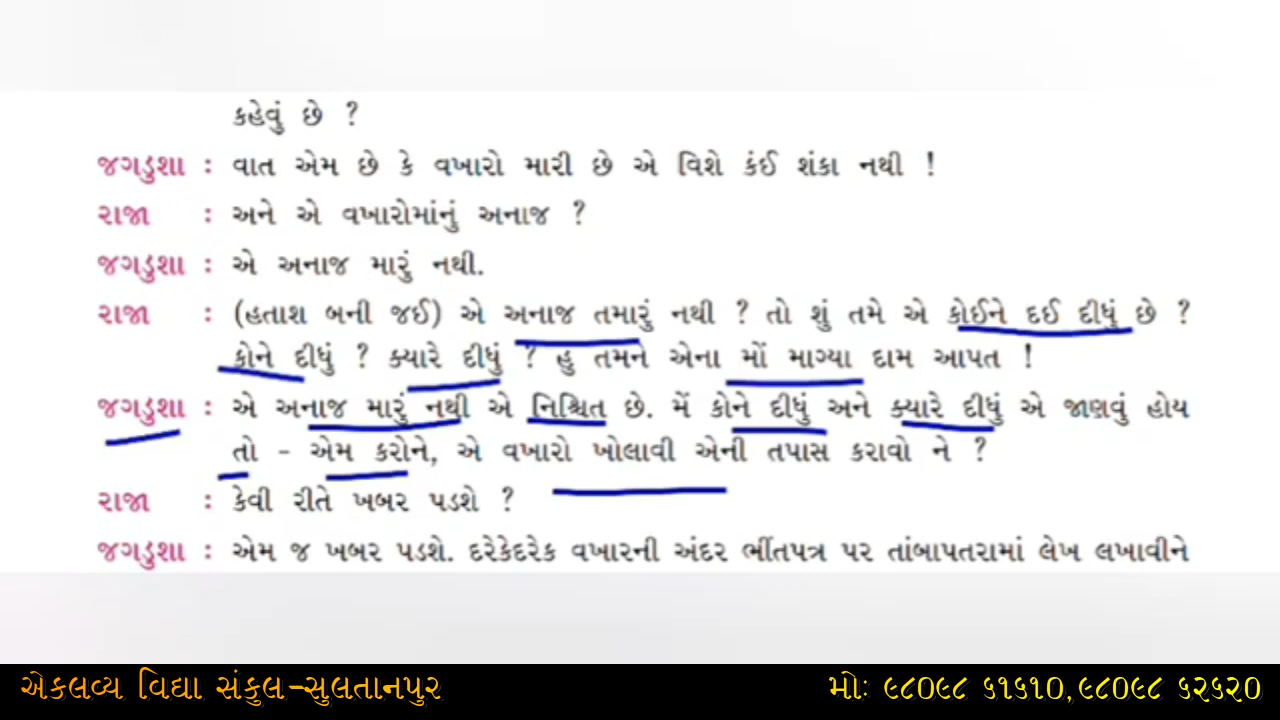 કહેવું છે ?
જગડુશા : વાત એમ છે કે વખારો મારી છે એ વિશે કંઈ શંકા નથી !
રાજા : અને એ વખારોમાંનું અનાજ ?
જગડુશા : એ અનાજ મારું નથી.
રાજા : (હતાશ બની જઈ) એ અનાજ તમારું નથી ? તો શું તમે એ કોઈને દઈ દીધું છે ?
કોને દીધું ? ક્યારે દીધું ? હુ તમને એના મોં માગ્યા દામ આપત !
જગડુશા : એ અનાજ મારું નથી એ નિશ્ચિત છે. મેં કોને દીધું અને ક્યારે દીધું એ જાણવું હોય
તો - એમ કરોને, એ વખારો ખોલાવી એની તપાસ કરાવો ને ?
રાજા : કેવી રીતે ખબર પડશે ?
જગડુશા : એમ જ ખબર પડશે. દરેકેદરેક વખારની અંદર ભીંતપત્ર પર તાંબાપતરામાં લેખ લખાવીને
એકલવ્ય વિદ્યા સંકુલ-સુલતાનપુર મોઃ ૯૮૦૯૮ ૬૧૬૧૦,૯૮૦૯૮ ૬૨૬૨૦